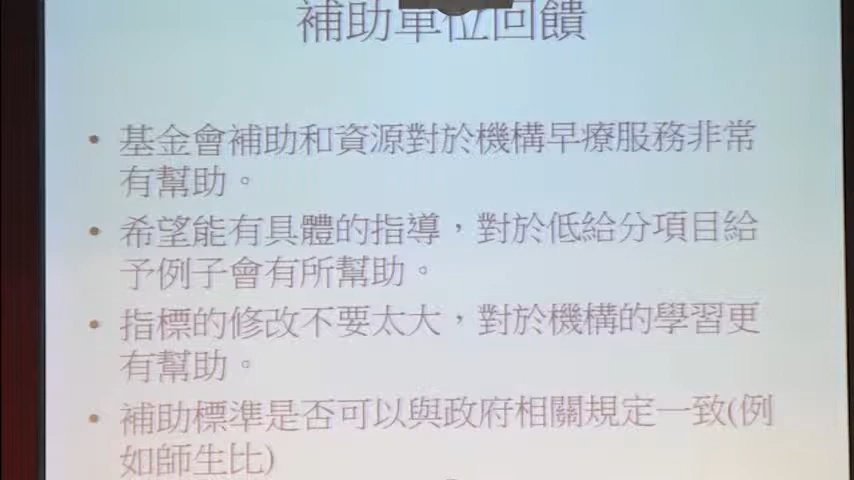 補助單位回饋
• 基金會補助和資源對於機構早療服務非常
有幫助。
• 希望能有具體的指導，對於低給分項目給
予例子會有所幫助。
• 指標的修改不要太大，對於機構的學習更
有幫助。
• 補助標準是否可以與政府相關規定一致(例
如師生比)